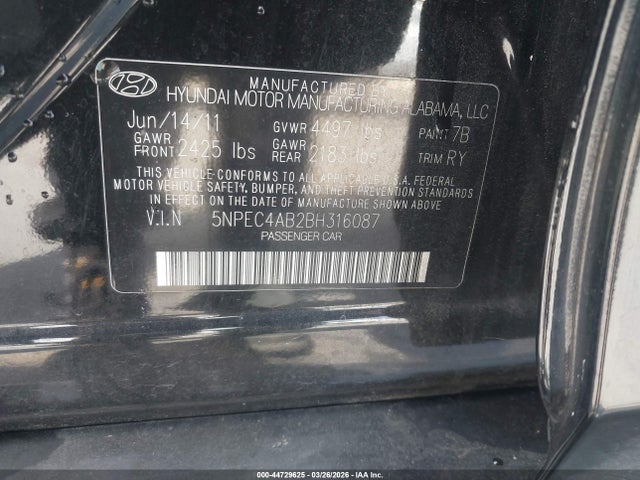 MANUFACTURED BY
HYUNDAI MOTOR MANUFACTURING ALABAMA, LLC
Jun/14/11 GVWR 4497 lbs PAINT 7B
GAWR FRONT 2425 lbs GAWR REAR 2183 lbs TRIM RY
THIS VEHICLE CONFORMS TO ALL APPLICABLE U.S.A. FEDERAL
MOTOR VEHICLE SAFETY, BUMPER, AND THEFT PREVENTION STANDARDS
IN EFFECT ON THE DATE OF MANUFACTURE SHOWN ABOVE.
V.I.N 5NPEC4AB2BH316087
PASSENGER CAR
000-44729625 - 03/26/2026 - IAA Inc.